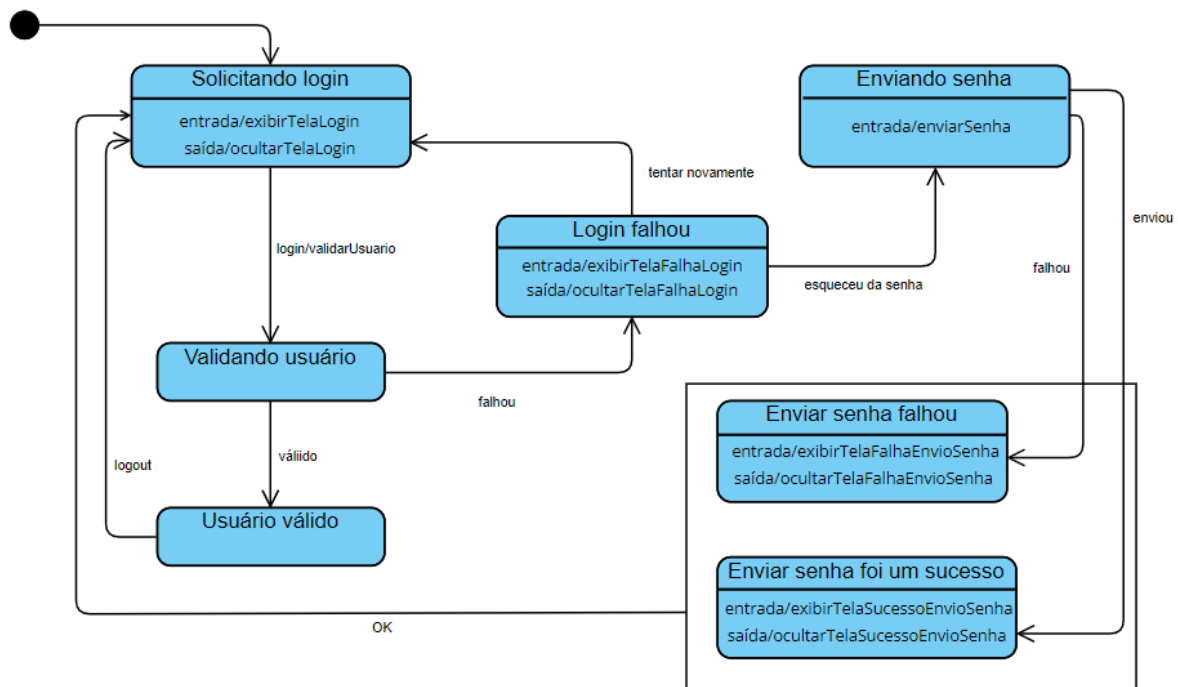 Solicitando login
entrada/exibirTelaLogin
saída/ocultarTelaLogin
Enviando senha
entrada/enviarSenha
tentar novamente
enviou
Login falhou
entrada/exibirTelaFalhaLogin
saída/ocultarTelaFalhaLogin
login/validarUsuario
falhou
esqueceu da senha
Validando usuário
falhou
Enviar senha falhou
entrada/exibirTelaFalhaEnvioSenha
saída/ocultarTelaFalhaEnvioSenha
váliido
logout
Usuário válido
Enviar senha foi um sucesso
entrada/exibirTelaSucessoEnvioSenha
saída/ocultarTelaSucessoEnvioSenha
OK